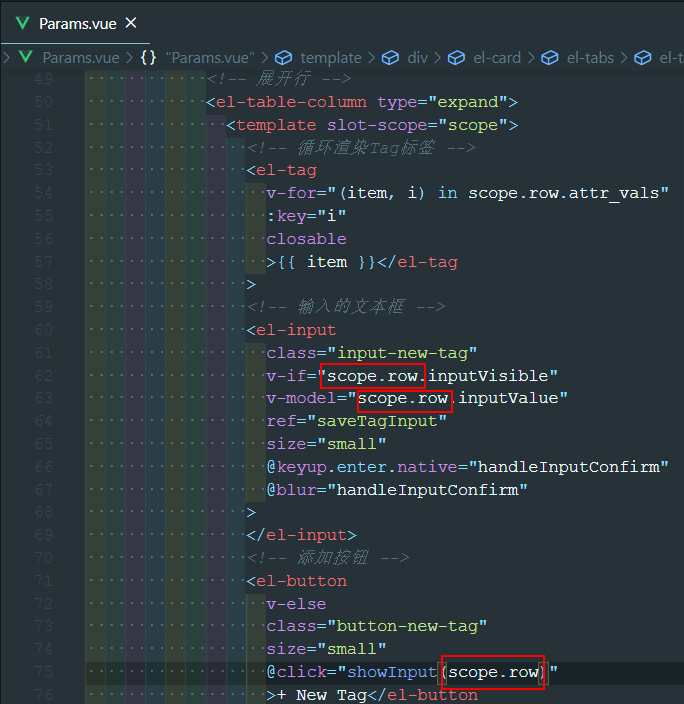 Params.vue ×
Params.vue > {} "Params.vue" > template > div > el-card > el-tabs > el-t
49 <!-- 展开行 -->
50 <el-table-column type="expand">
51 <template slot-scope="scope">
52 <!-- 循环渲染Tag标签 -->
53 <el-tag
54 v-for="(item, i) in scope.row.attr_vals"
55 :key="i"
56 closable
57 >{{ item }}</el-tag
58 >
59 <!-- 输入的文本框 -->
60 <el-input
61 class="input-new-tag"
62 v-if="scope.row.inputVisible"
63 v-model="scope.row.inputValue"
64 ref="saveTagInput"
65 size="small"
66 @keyup.enter.native="handleInputConfirm"
67 @blur="handleInputConfirm"
68 >
69 </el-input>
70 <!-- 添加按钮 -->
71 <el-button
72 v-else
73 class="button-new-tag"
74 size="small"
75 @click="showInput(scope.row)"
76 >+ New Tag</el-button